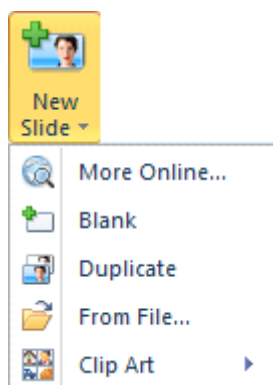 New
Slide
More Online...
Blank
Duplicate
From File...
Clip Art